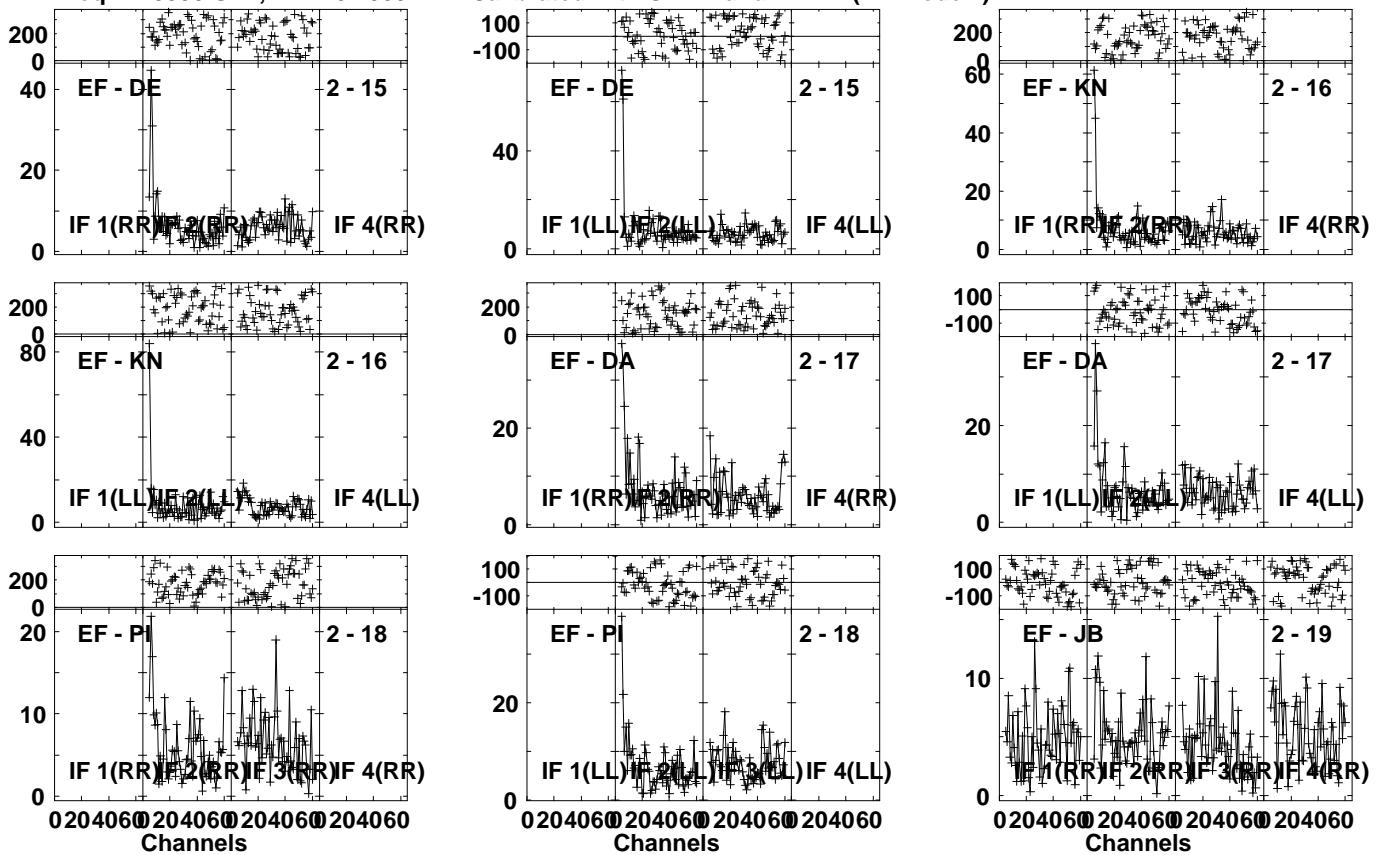 200
0
40
20
0
EF - DE
2 - 15
IF 1(RR)
IF 2(RR)
IF 4(RR)
100
-100
40
0
EF - DE
2 - 15
IF 1(LL)
IF 2(LL)
IF 4(LL)
200
0
60
40
20
0
EF - KN
2 - 16
IF 1(RR)
IF 2(RR)
IF 4(RR)
200
0
80
40
0
EF - KN
2 - 16
IF 1(LL)
IF 2(LL)
IF 4(LL)
200
0
20
0
EF - DA
2 - 17
IF 1(RR)
IF 2(RR)
IF 4(RR)
100
-100
20
0
EF - DA
2 - 17
IF 1(LL)
IF 2(LL)
IF 4(LL)
200
0
20
10
0
EF - PI
2 - 18
IF 1(RR)
IF 2(RR)
IF 3(RR)
IF 4(RR)
0 20 40 60 0 20 40 60 0 20 40 60 0 20 40 60
Channels
100
-100
20
0
EF - PI
2 - 18
IF 1(LL)
IF 2(LL)
IF 3(LL)
IF 4(LL)
0 20 40 60 0 20 40 60 0 20 40 60 0 20 40 60
Channels
100
-100
10
0
EF - JB
2 - 19
IF 1(RR)
IF 2(RR)
IF 3(RR)
IF 4(RR)
0 20 40 60 0 20 40 60 0 20 40 60 0 20 40 60
Channels